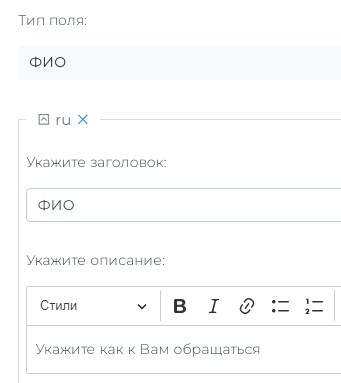 Тип поля:
ФИО
ru
Укажите заголовок:
ФИО
Укажите описание:
Стили B I
Укажите как к Вам обращаться